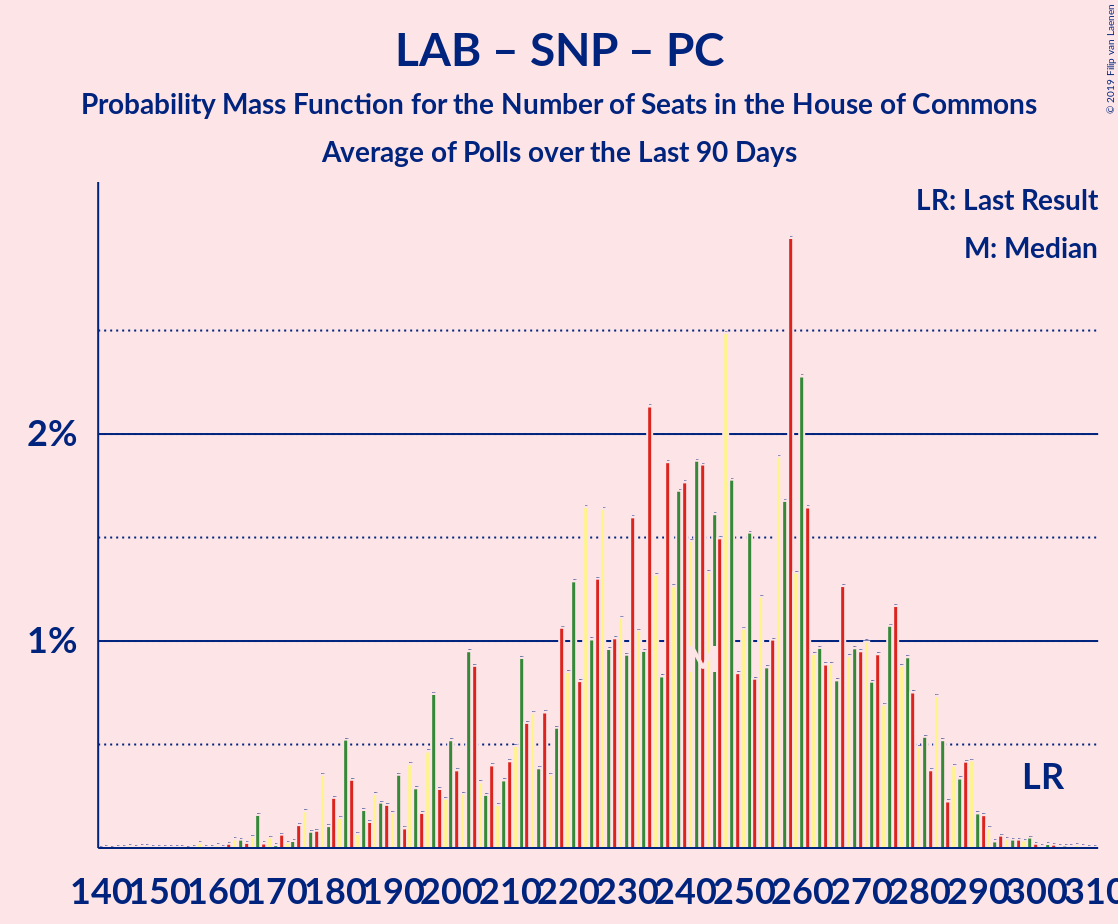 LAB – SNP – PC
Probability Mass Function for the Number of Seats in the House of Commons
Average of Polls over the Last 90 Days
© 2019 Filip van Laenen
LR: Last Result
M: Median
2%
1%
M
LR
140 150 160 170 180 190 200 210 220 230 240 250 260 270 280 290 300 310